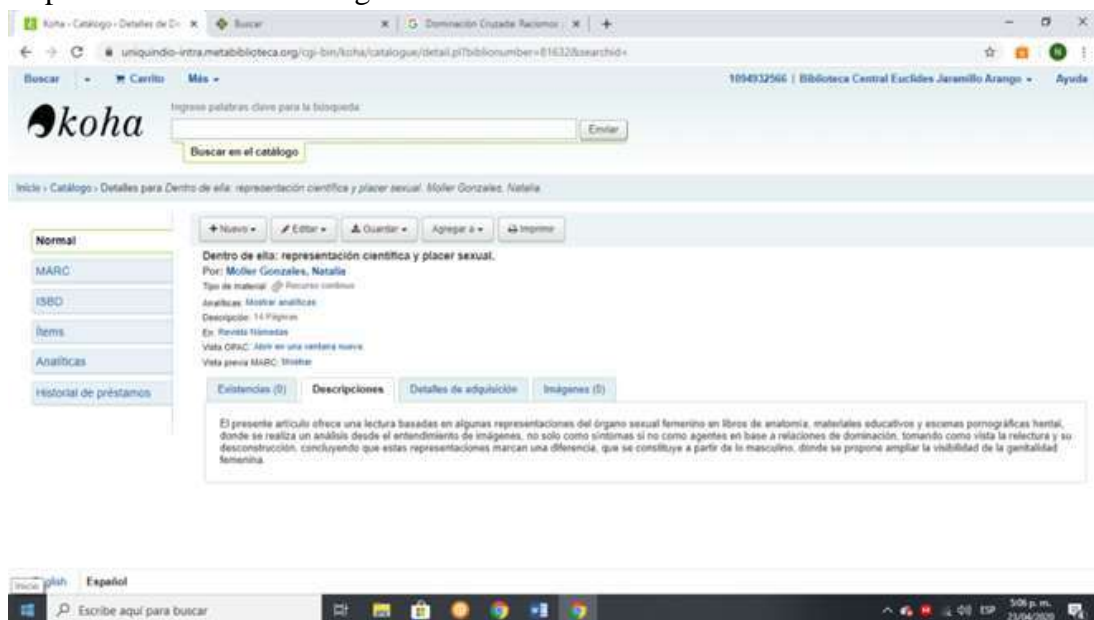 Koha › Catálogo › Detalles de De
Buscar
Dominación Cruzada Racismo
uniquindio-intra.metabiblioteca.org/cgi-bin/koha/catalogue/detail.pl?biblionumber=81632&searchid=
Buscar Carrito Más
1094932566 | Biblioteca Central Euclides Jaramillo Arango Ayuda
koha
Ingrese palabras clave para la búsqueda:
Enviar
Buscar en el catálogo
Inicio › Catálogo › Detalles para Dentro de ella: representación científica y placer sexual. Moller Gonzales, Natalia
Normal
MARC
ISBD
Ítems
Analíticas
Historial de préstamos
+ Nuevo Editar Guardar Agregar a Imprimir
Dentro de ella: representación científica y placer sexual.
Por: Moller Gonzales, Natalia
Tipo de material: Recurso continuo
Analíticas: Mostrar analíticas
Descripción: 14 Páginas
En: Revista Nómadas
Vista OPAC: Abrir en una ventana nueva
Vista previa MARC: Mostrar
Existencias (0) Descripciones Detalles de adquisición Imágenes (0)
El presente artículo ofrece una lectura basadas en algunas representaciones del órgano sexual femenino en libros de anatomía, materiales educativos y escenas pornográficas hentai,
donde se realiza un análisis desde el entendimiento de imágenes, no solo como síntomas si no como agentes en base a relaciones de dominación, tomando como vista la relectura y su
desconstrucción, concluyendo que estas representaciones marcan una diferencia, que se constituye a partir de lo masculino, donde se propone ampliar la visibilidad de la genitalidad
femenina.
Inicio
Español
Escribe aquí para buscar
ESP
5:06 p. m.
21/04/2020